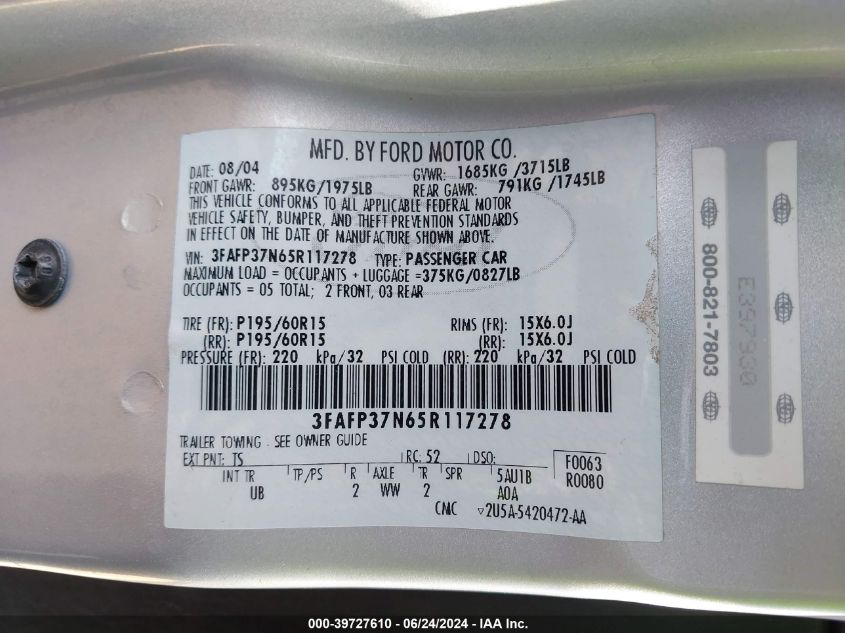 MFD. BY FORD MOTOR CO.
DATE: 08/04 GVWR: 1685KG /3715LB
FRONT GAWR: 895KG/1975LB REAR GAWR: 791KG /1745LB
THIS VEHICLE CONFORMS TO ALL APPLICABLE FEDERAL MOTOR
VEHICLE SAFETY, BUMPER, AND THEFT PREVENTION STANDARDS
IN EFFECT ON THE DATE OF MANUFACTURE SHOWN ABOVE.
VIN: 3FAFP37N65R117278 TYPE: PASSENGER CAR
MAXIMUM LOAD = OCCUPANTS + LUGGAGE =375KG/0827LB
OCCUPANTS = 05 TOTAL; 2 FRONT, 03 REAR
TIRE (FR): P195/60R15 RIMS (FR): 15X6.0J
(RR): P195/60R15 (RR): 15X6.0J
PRESSURE (FR): 220 kPa/32 PSI COLD (RR): 220 kPa/32 PSI COLD
3FAFP37N65R117278
TRAILER TOWING - SEE OWNER GUIDE
EXT PNT: TS RC: 52 DSO: F0063
INT TR TP/PS R AXLE TR SPR 5AU1B R0080
UB 2 WW 2 A0A
CMC ▽2U5A-5420472-AA
800-821-7803
E397930
000-39727610 - 06/24/2024 - IAA Inc.